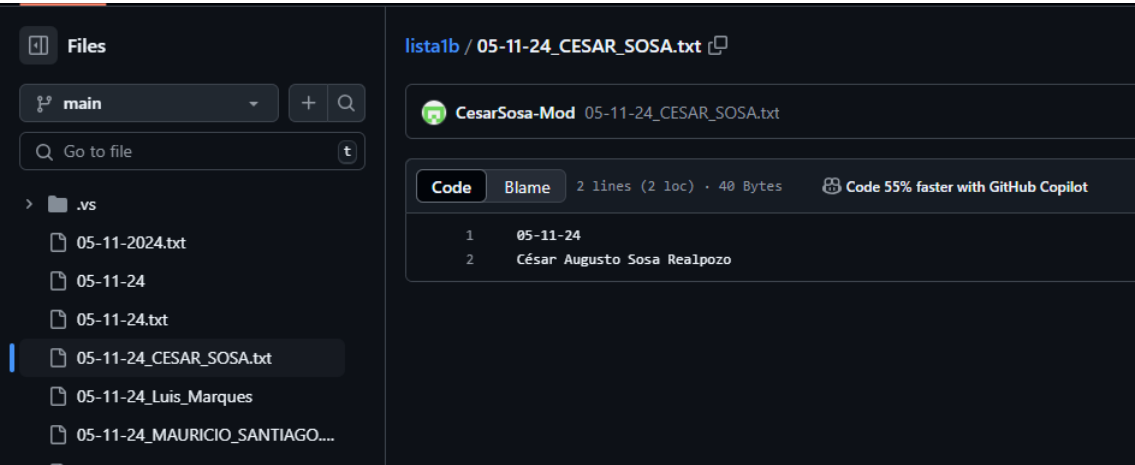 Files
main
Go to file
t
.vs
05-11-2024.txt
05-11-24
05-11-24.txt
05-11-24_CESAR_SOSA.txt
05-11-24_Luis_Marques
05-11-24_MAURICIO_SANTIAGO....
lista1b / 05-11-24_CESAR_SOSA.txt
CesarSosa-Mod 05-11-24_CESAR_SOSA.txt
Code Blame 2 lines (2 loc) · 40 Bytes Code 55% faster with GitHub Copilot
1 05-11-24
2 César Augusto Sosa Realpozo